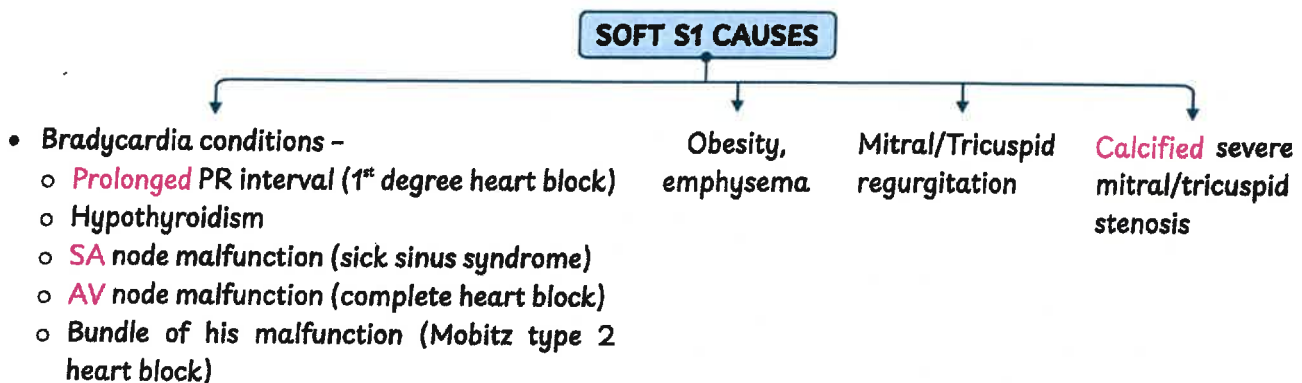 SOFT S1 CAUSES
• Bradycardia conditions –
o Prolonged PR interval (1st degree heart block)
o Hypothyroidism
o SA node malfunction (sick sinus syndrome)
o AV node malfunction (complete heart block)
o Bundle of his malfunction (Mobitz type 2
heart block)
Obesity,
emphysema
Mitral/Tricuspid
regurgitation
Calcified severe
mitral/tricuspid
stenosis